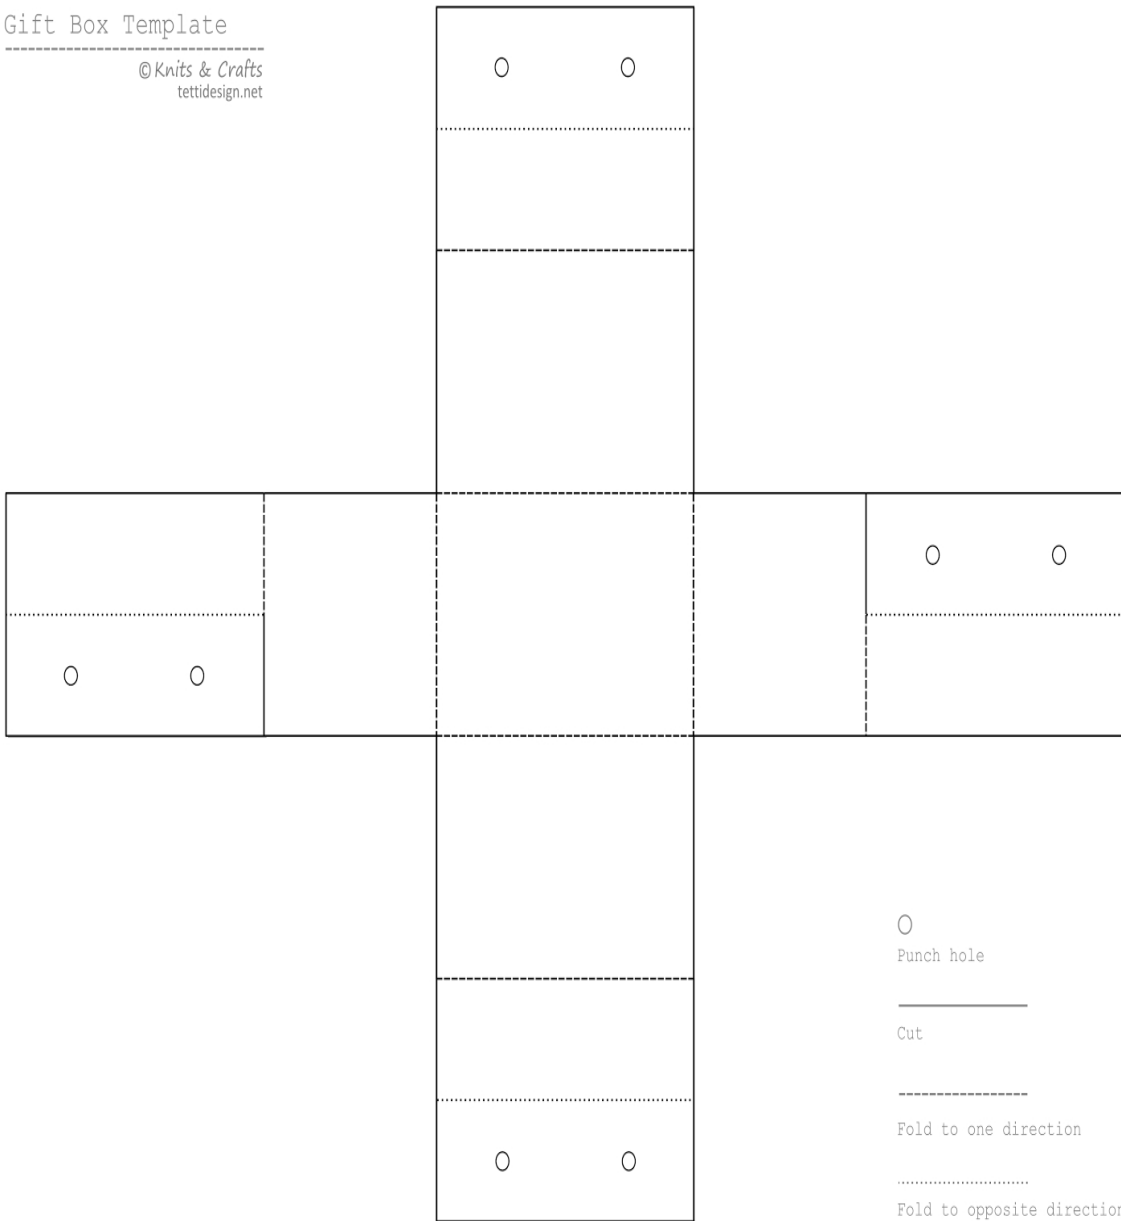 Gift Box Template
© Knits & Crafts
tettidesign.net
Punch hole
Cut
Fold to one direction
Fold to opposite direction